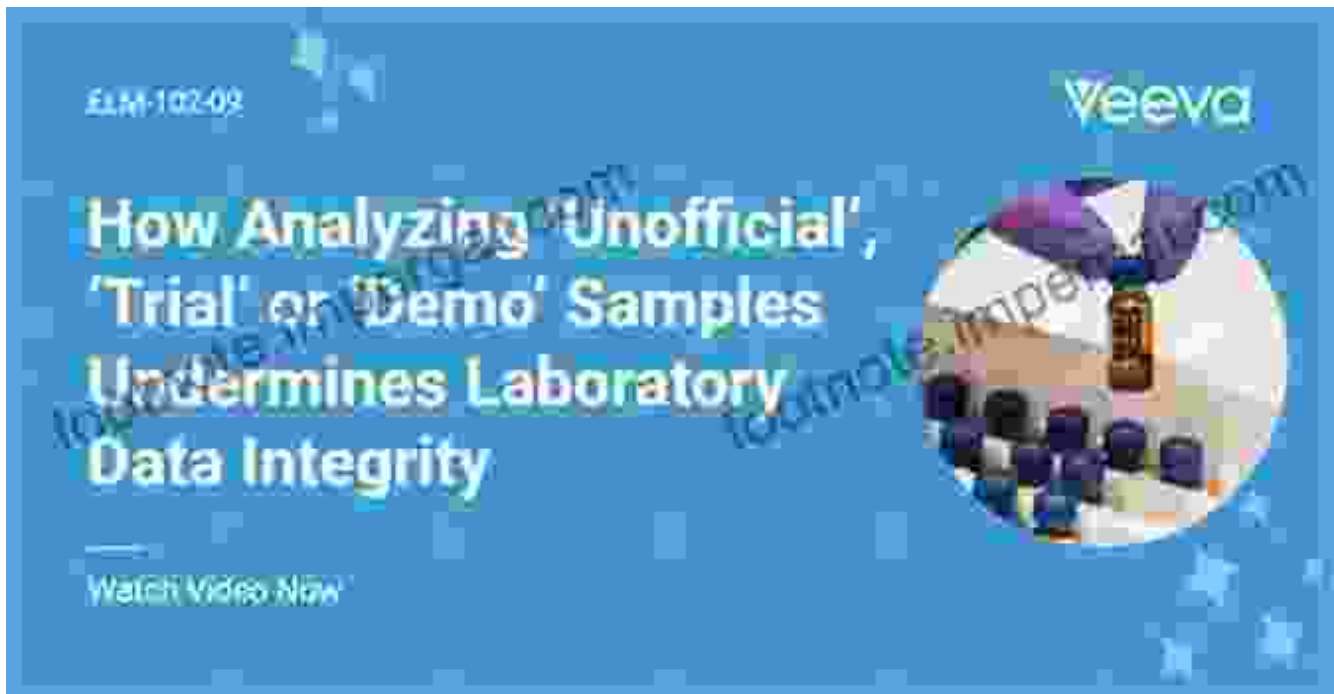 ELM-102-09
Veeva
How Analyzing ‘Unofficial’,
‘Trial’ or ‘Demo’ Samples
Undermines Laboratory
Data Integrity
Watch Video Now